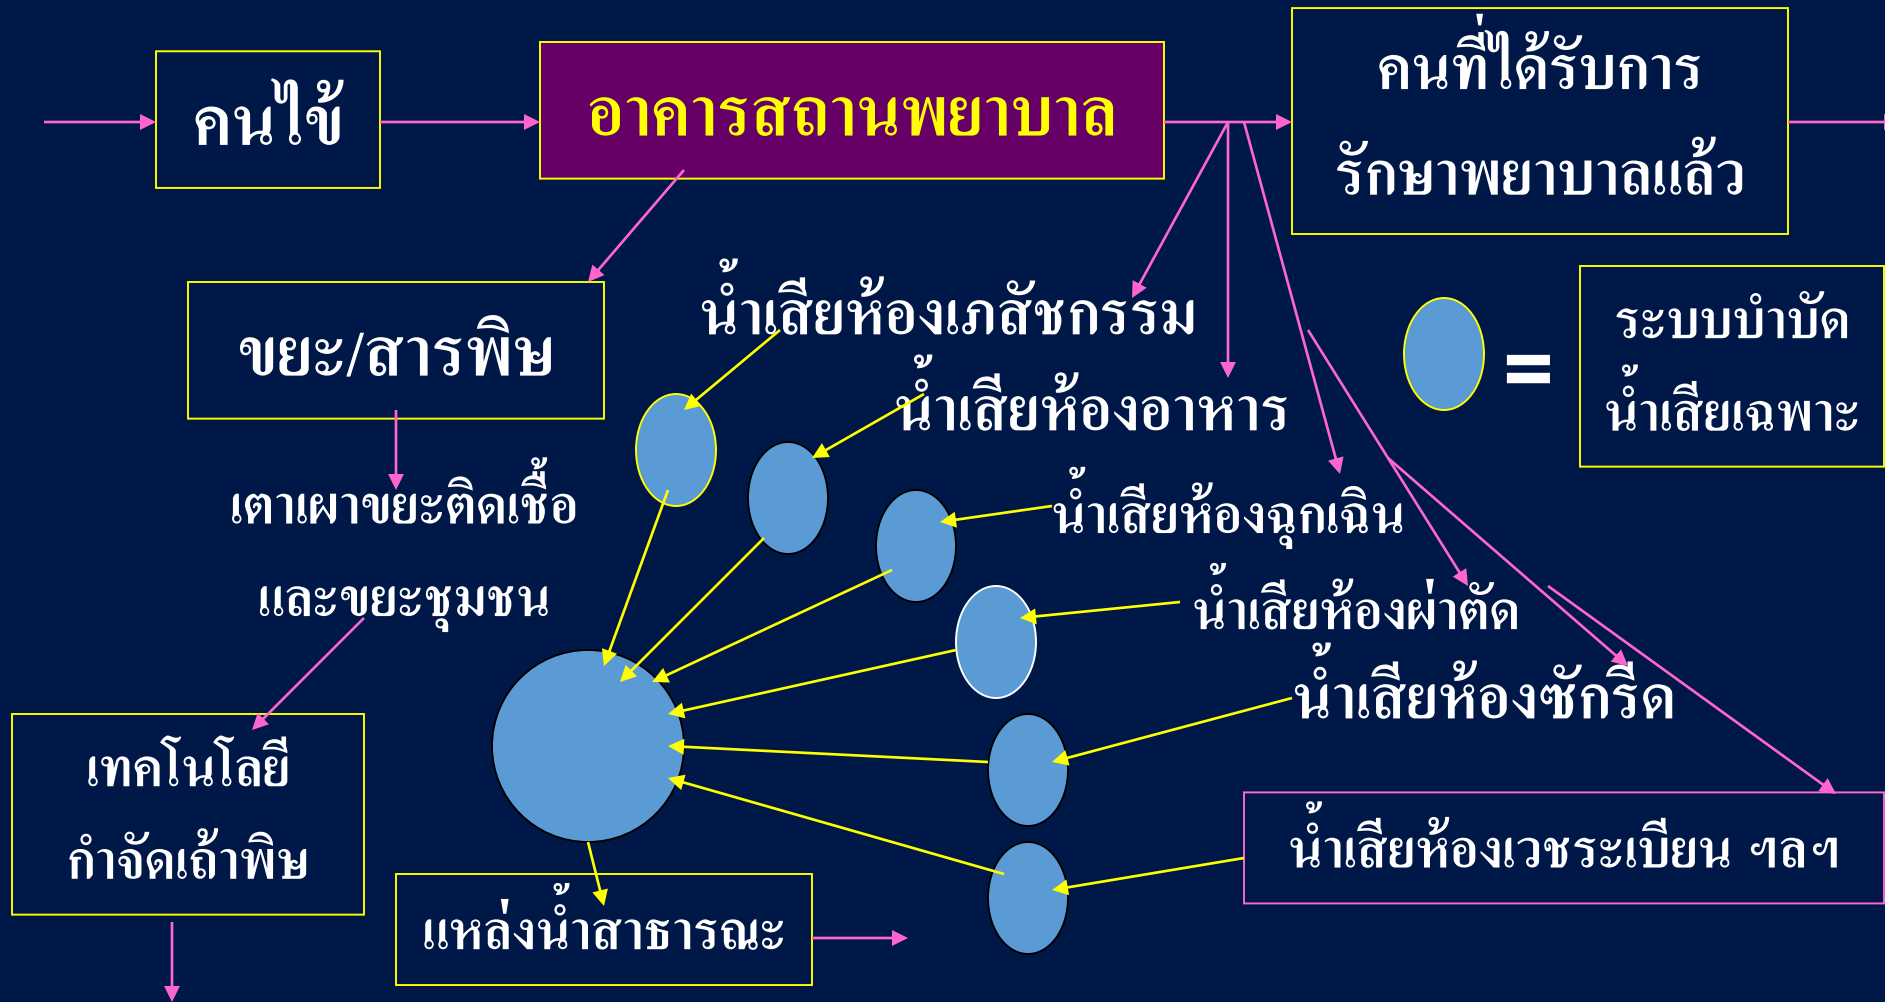 คนไข้
อาคารสถานพยาบาล
คนที่ได้รับการ
รักษาพยาบาลแล้ว
ขยะ/สารพิษ
น้ำเสียห้องเภสัชกรรม
น้ำเสียห้องอาหาร
=
ระบบบำบัด
น้ำเสียเฉพาะ
เตาเผาขยะติดเชื้อ
และขยะชุมชน
น้ำเสียห้องฉุกเฉิน
น้ำเสียห้องผ่าตัด
น้ำเสียห้องซักรีด
เทคโนโลยี
กำจัดเถ้าพิษ
น้ำเสียห้องเวชระเบียน ฯลฯ
แหล่งน้ำสาธารณะ